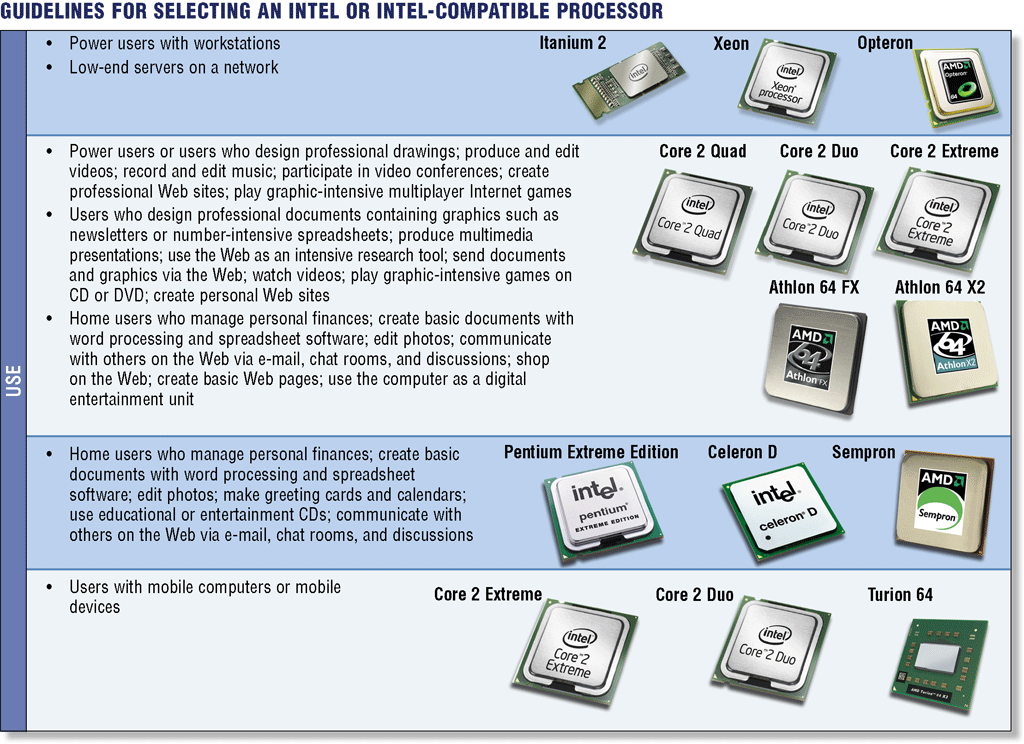 GUIDELINES FOR SELECTING AN INTEL OR INTEL-COMPATIBLE PROCESSOR
USE
• Power users with workstations
• Low-end servers on a network
Itanium 2
Xeon
Opteron
intel
intel
Xeon®
processor
AMD
Opteron
64
• Power users or users who design professional drawings; produce and edit
videos; record and edit music; participate in video conferences; create
professional Web sites; play graphic-intensive multiplayer Internet games
• Users who design professional documents containing graphics such as
newsletters or number-intensive spreadsheets; produce multimedia
presentations; use the Web as an intensive research tool; send documents
and graphics via the Web; watch videos; play graphic-intensive games on
CD or DVD; create personal Web sites
• Home users who manage personal finances; create basic documents with
word processing and spreadsheet software; edit photos; communicate
with others on the Web via e-mail, chat rooms, and discussions; shop
on the Web; create basic Web pages; use the computer as a digital
entertainment unit
Core 2 Quad
Core 2 Duo
Core 2 Extreme
intel
Core™2 Quad
intel
Core™2 Duo
intel
Core™2
Extreme
Athlon 64 FX
Athlon 64 X2
AMD
64
Athlon FX
AMD
64
Athlon X2
• Home users who manage personal finances; create basic
documents with word processing and spreadsheet
software; edit photos; make greeting cards and calendars;
use educational or entertainment CDs; communicate with
others on the Web via e-mail, chat rooms, and discussions
Pentium Extreme Edition
Celeron D
Sempron
intel®
pentium®
EXTREME EDITION
intel®
celeron® D
AMD
Sempron
• Users with mobile computers or mobile
devices
Core 2 Extreme
Core 2 Duo
Turion 64
intel
Core™2
Extreme
intel
Core™2 Duo
AMD Turion™ 64 X2